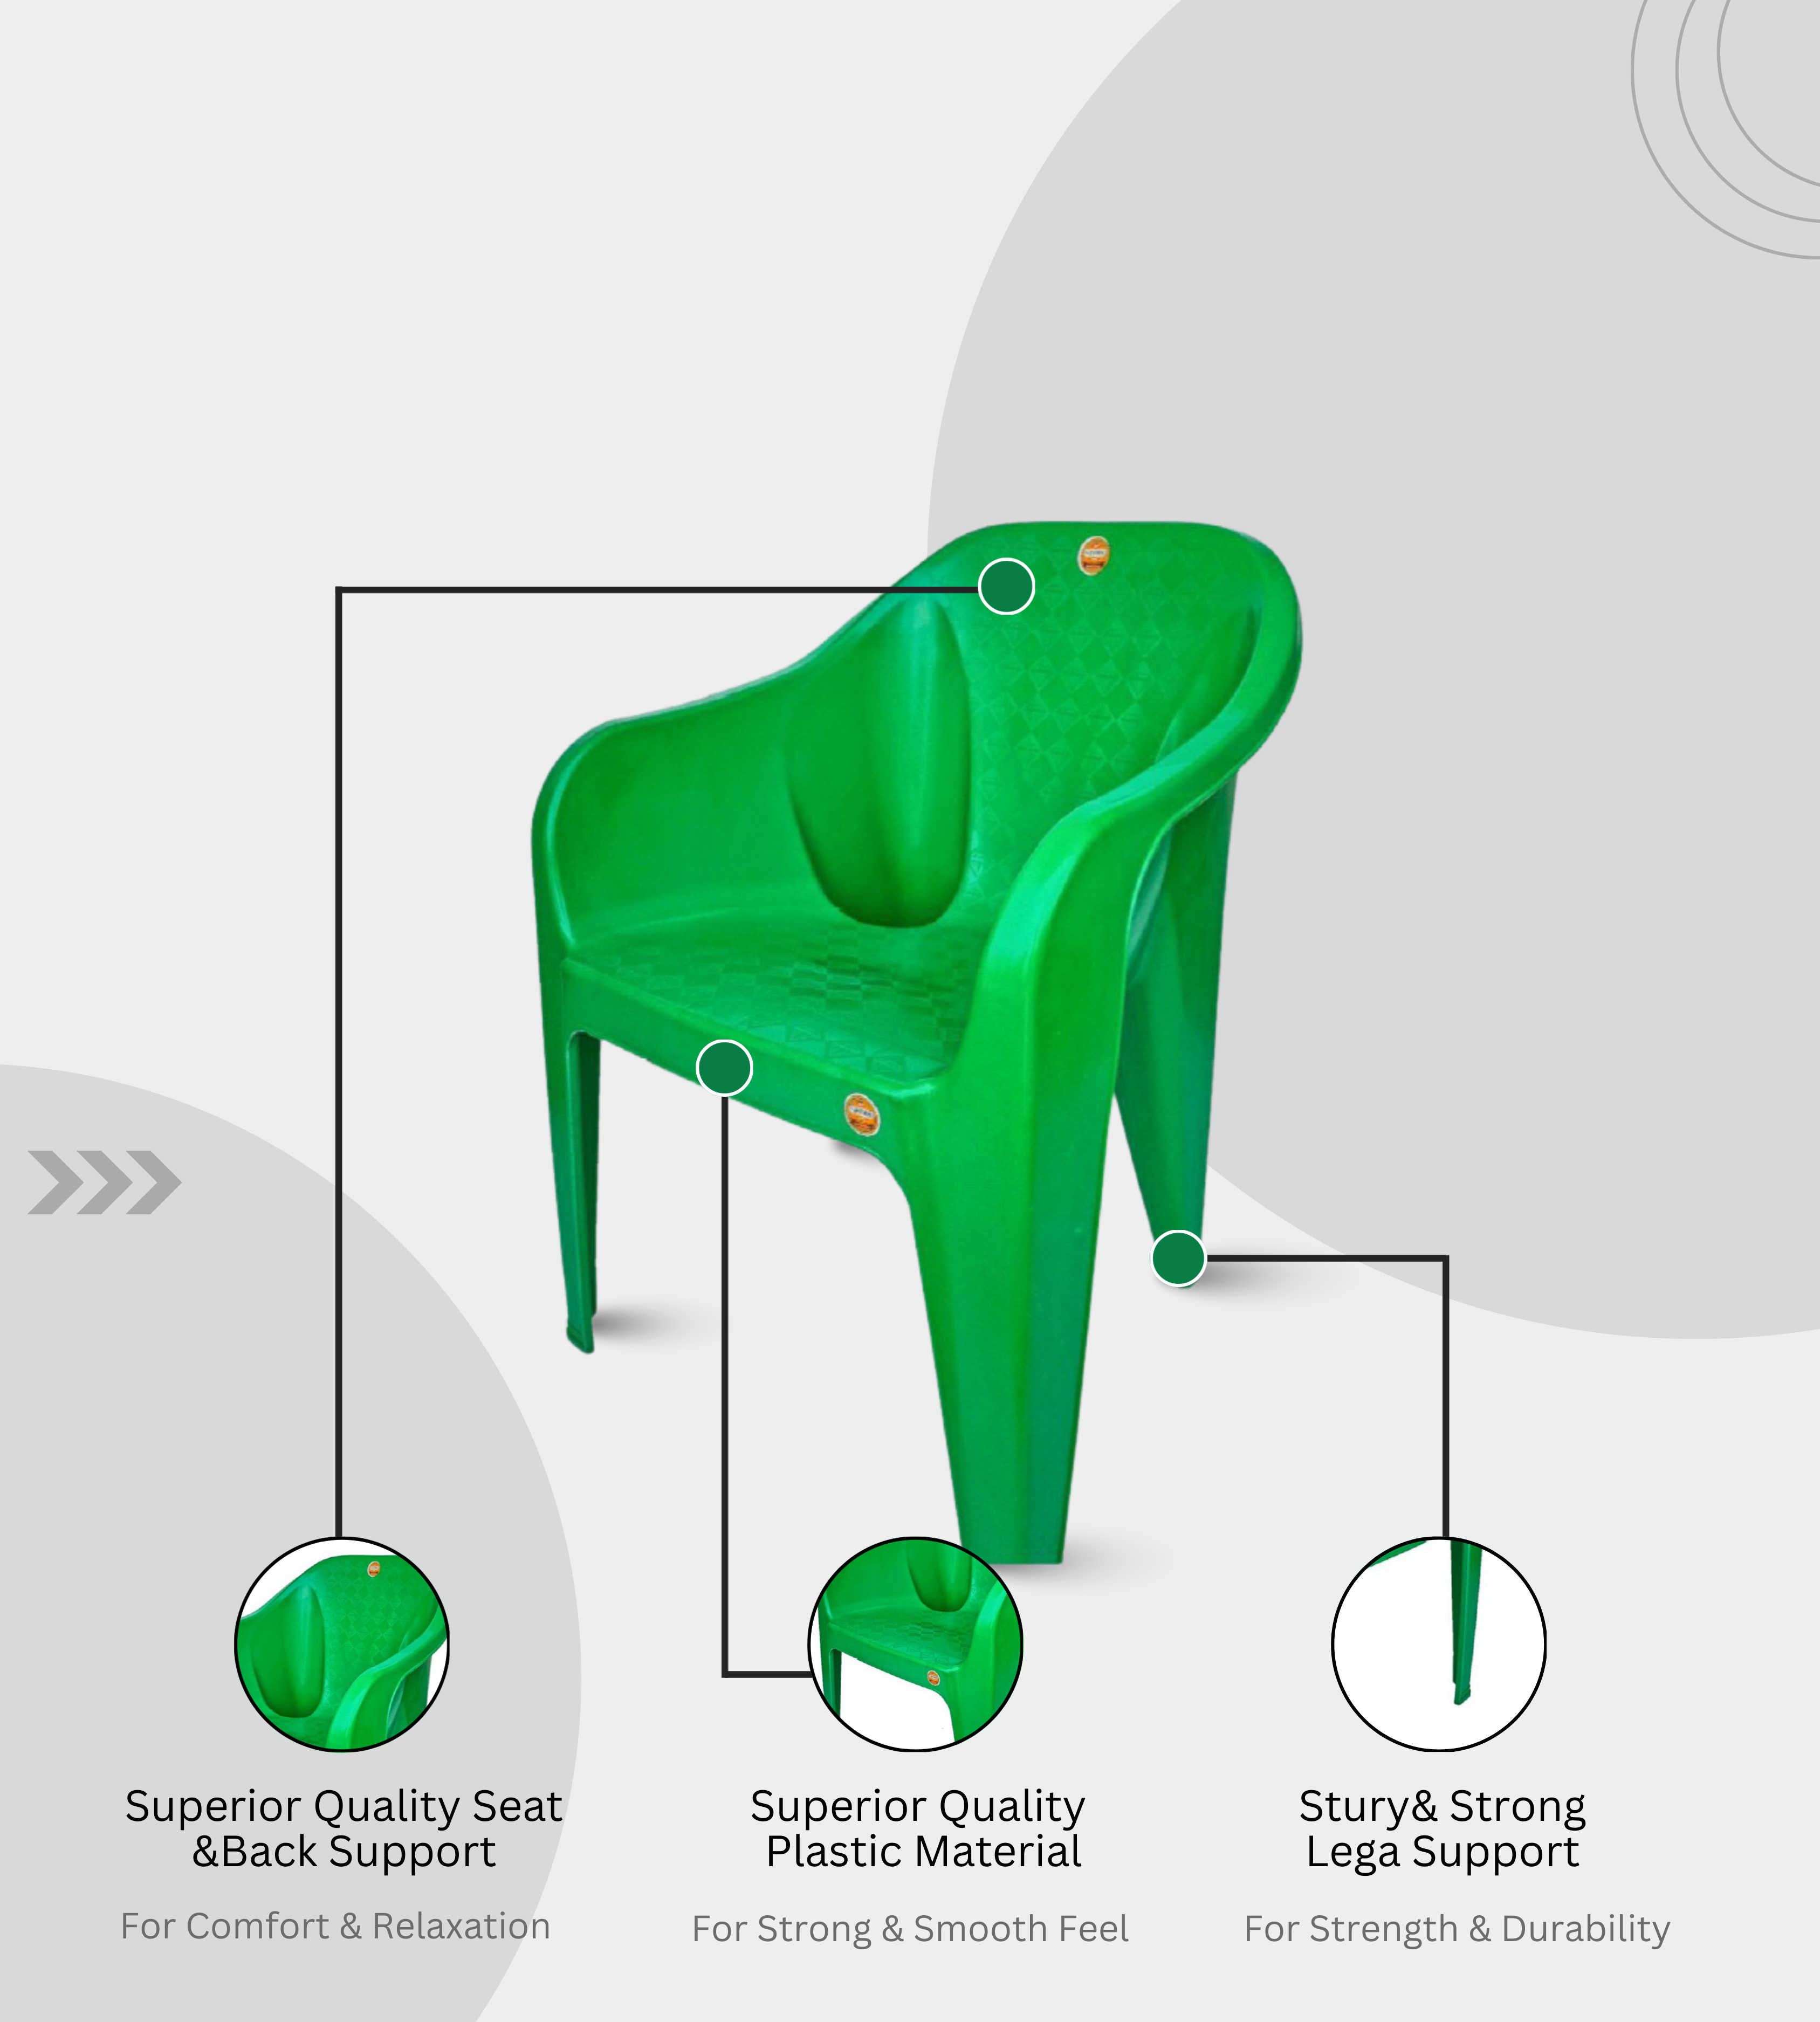 Superior Quality Seat
&Back Support
For Comfort & Relaxation
Superior Quality
Plastic Material
For Strong & Smooth Feel
Stury& Strong
Lega Support
For Strength & Durability